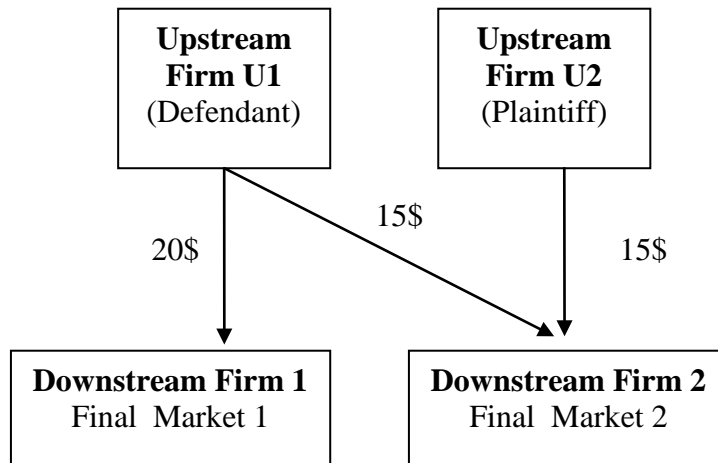 Upstream
Firm U1
(Defendant)
Upstream
Firm U2
(Plaintiff)
15$
20$
15$
Downstream Firm 1
Final Market 1
Downstream Firm 2
Final Market 2